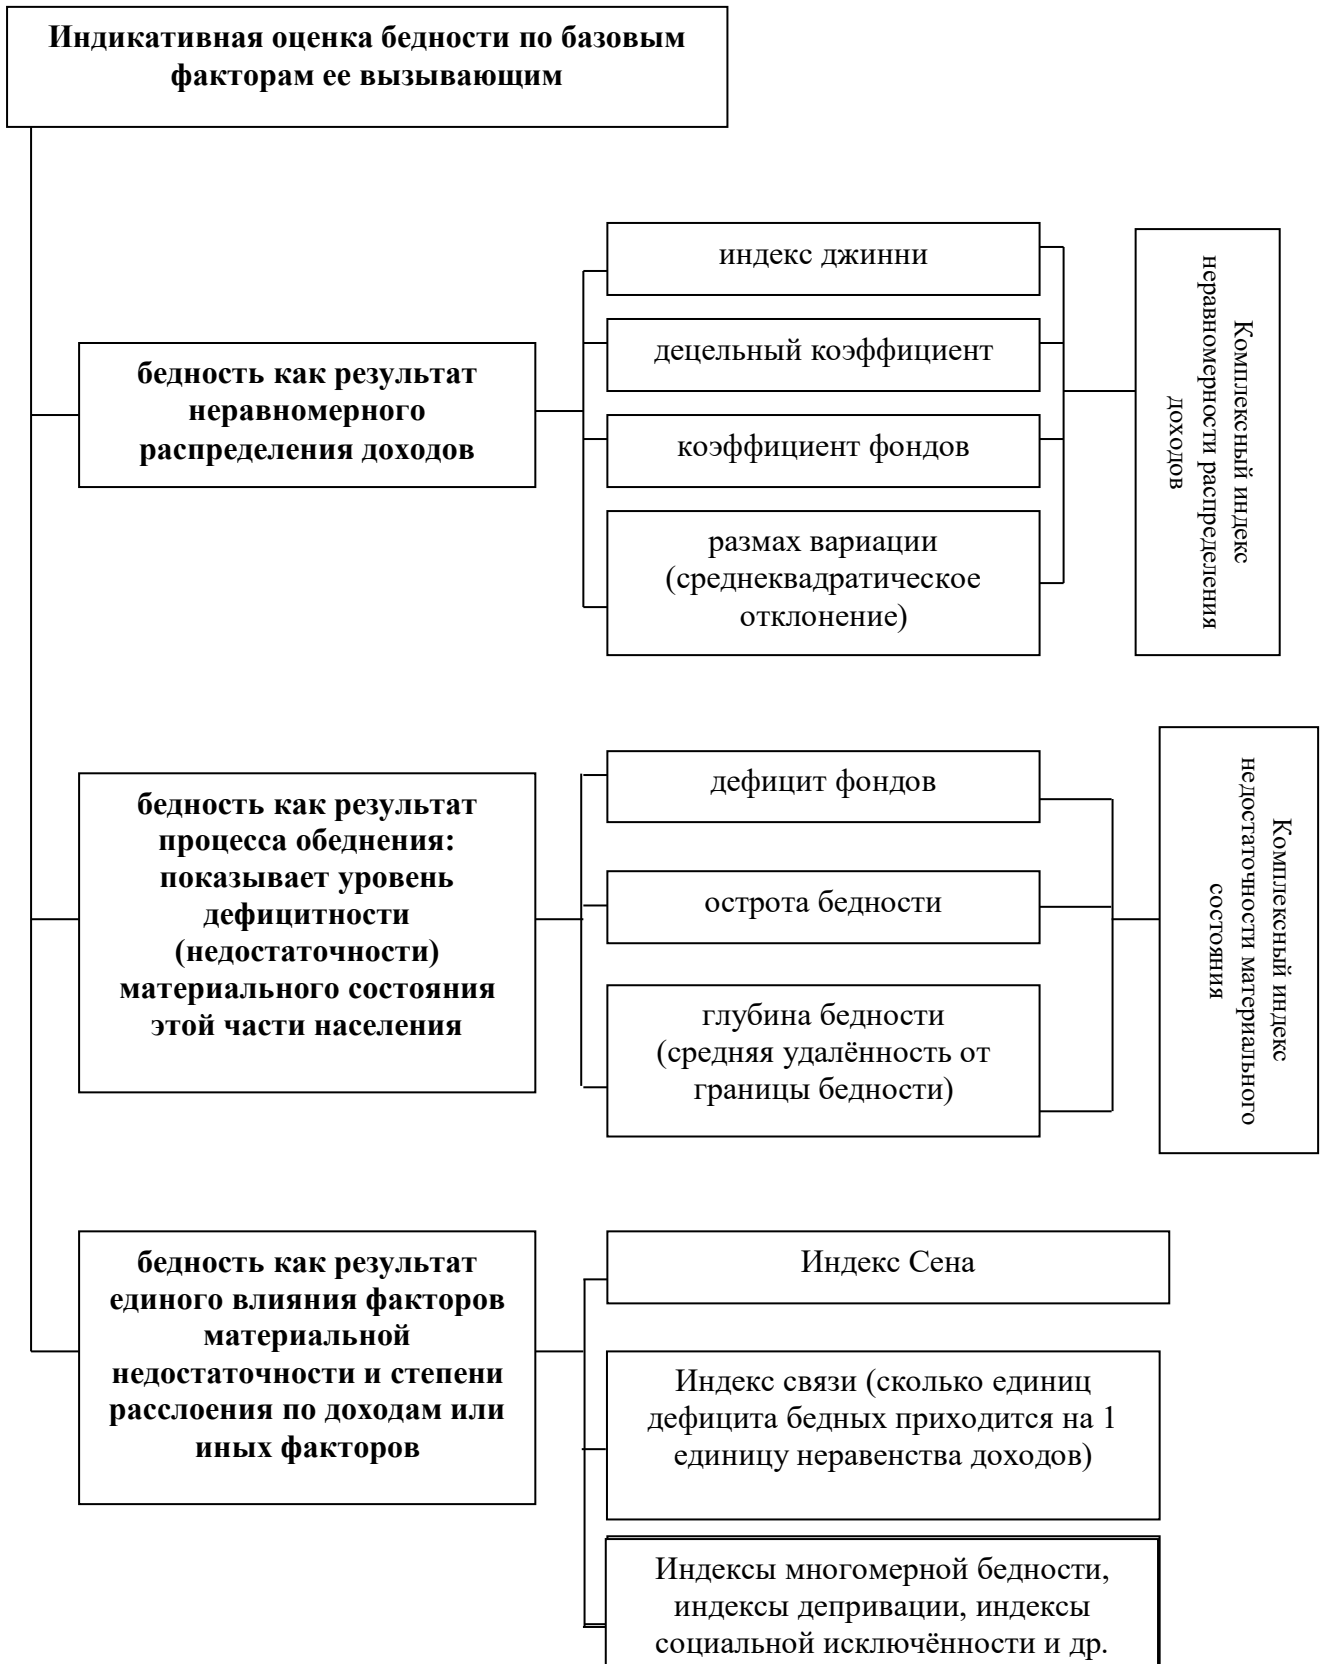 Индикативная оценка бедности по базовым
факторам ее вызывающим
бедность как результат
неравномерного
распределения доходов
индекс джинни
децельный коэффициент
коэффициент фондов
размах вариации
(среднеквадратическое
отклонение)
Комплексный индекс
неравномерности распределения
доходов
бедность как результат
процесса обеднения:
показывает уровень
дефицитности
(недостаточности)
материального состояния
этой части населения
дефицит фондов
острота бедности
глубина бедности
(средняя удалённость от
границы бедности)
Комплексный индекс
недостаточности материального
состояния
бедность как результат
единого влияния факторов
материальной
недостаточности и степени
расслоения по доходам или
иных факторов
Индекс Сена
Индекс связи (сколько единиц
дефицита бедных приходится на 1
единицу неравенства доходов)
Индексы многомерной бедности,
индексы депривации, индексы
социальной исключённости и др.